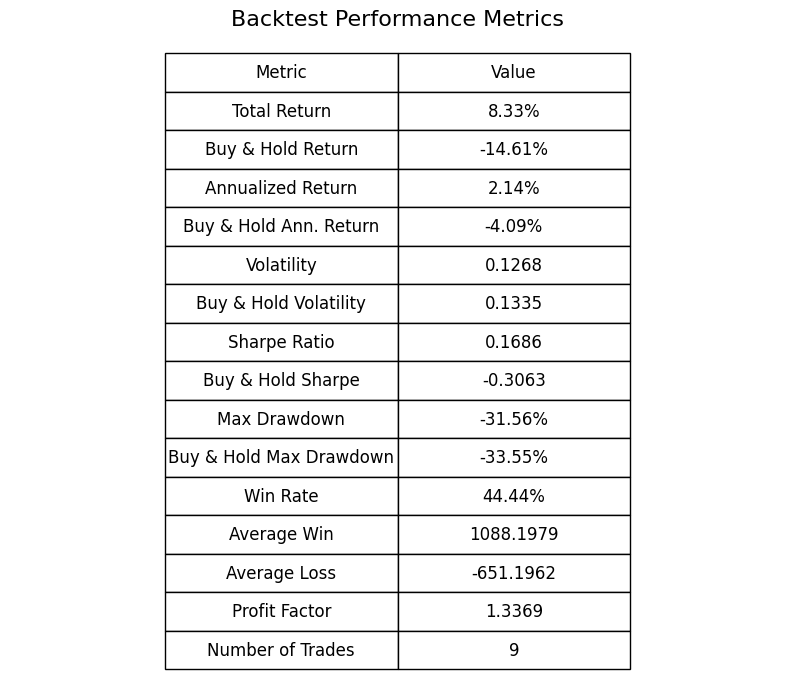 Backtest Performance Metrics
Metric Value
Total Return 8.33%
Buy & Hold Return -14.61%
Annualized Return 2.14%
Buy & Hold Ann. Return -4.09%
Volatility 0.1268
Buy & Hold Volatility 0.1335
Sharpe Ratio 0.1686
Buy & Hold Sharpe -0.3063
Max Drawdown -31.56%
Buy & Hold Max Drawdown -33.55%
Win Rate 44.44%
Average Win 1088.1979
Average Loss -651.1962
Profit Factor 1.3369
Number of Trades 9